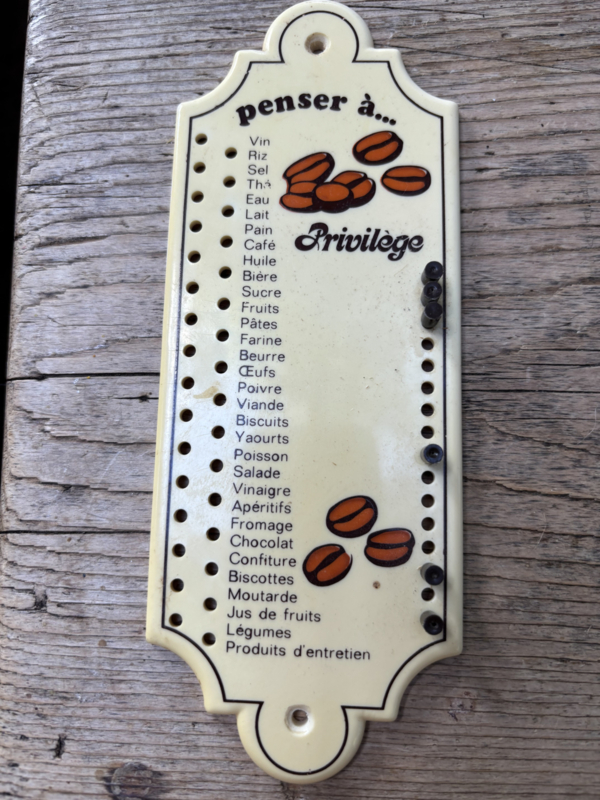 penser à...
Vin
Riz
Sel
Thé
Eau
Lait
Pain
Café
Privilège
Huile
Bière
Sucre
Fruits
Pâtes
Farine
Beurre
Œufs
Poivre
Viande
Biscuits
Yaourts
Poisson
Salade
Vinaigre
Apéritifs
Fromage
Chocolat
Confiture
Biscottes
Moutarde
Jus de fruits
Légumes
Produits d'entretien